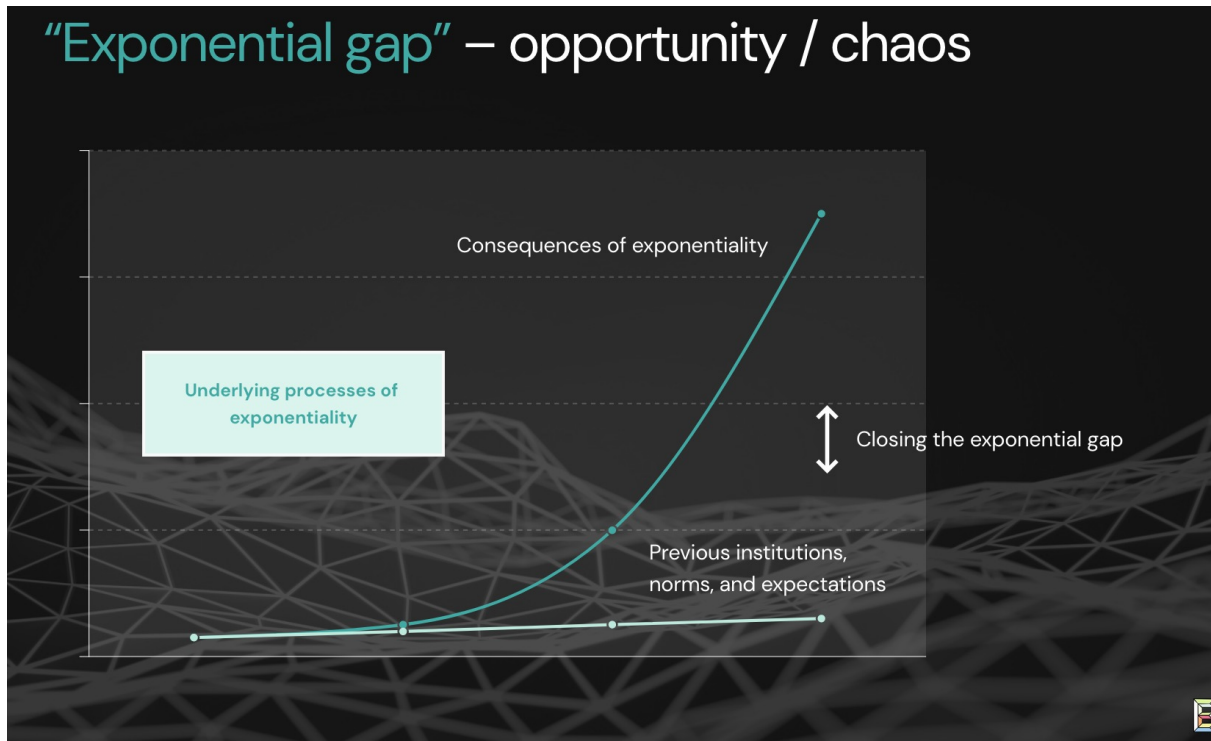 “Exponential gap” – opportunity / chaos
Consequences of exponentiality
Underlying processes of
exponentiality
Closing the exponential gap
Previous institutions,
norms, and expectations